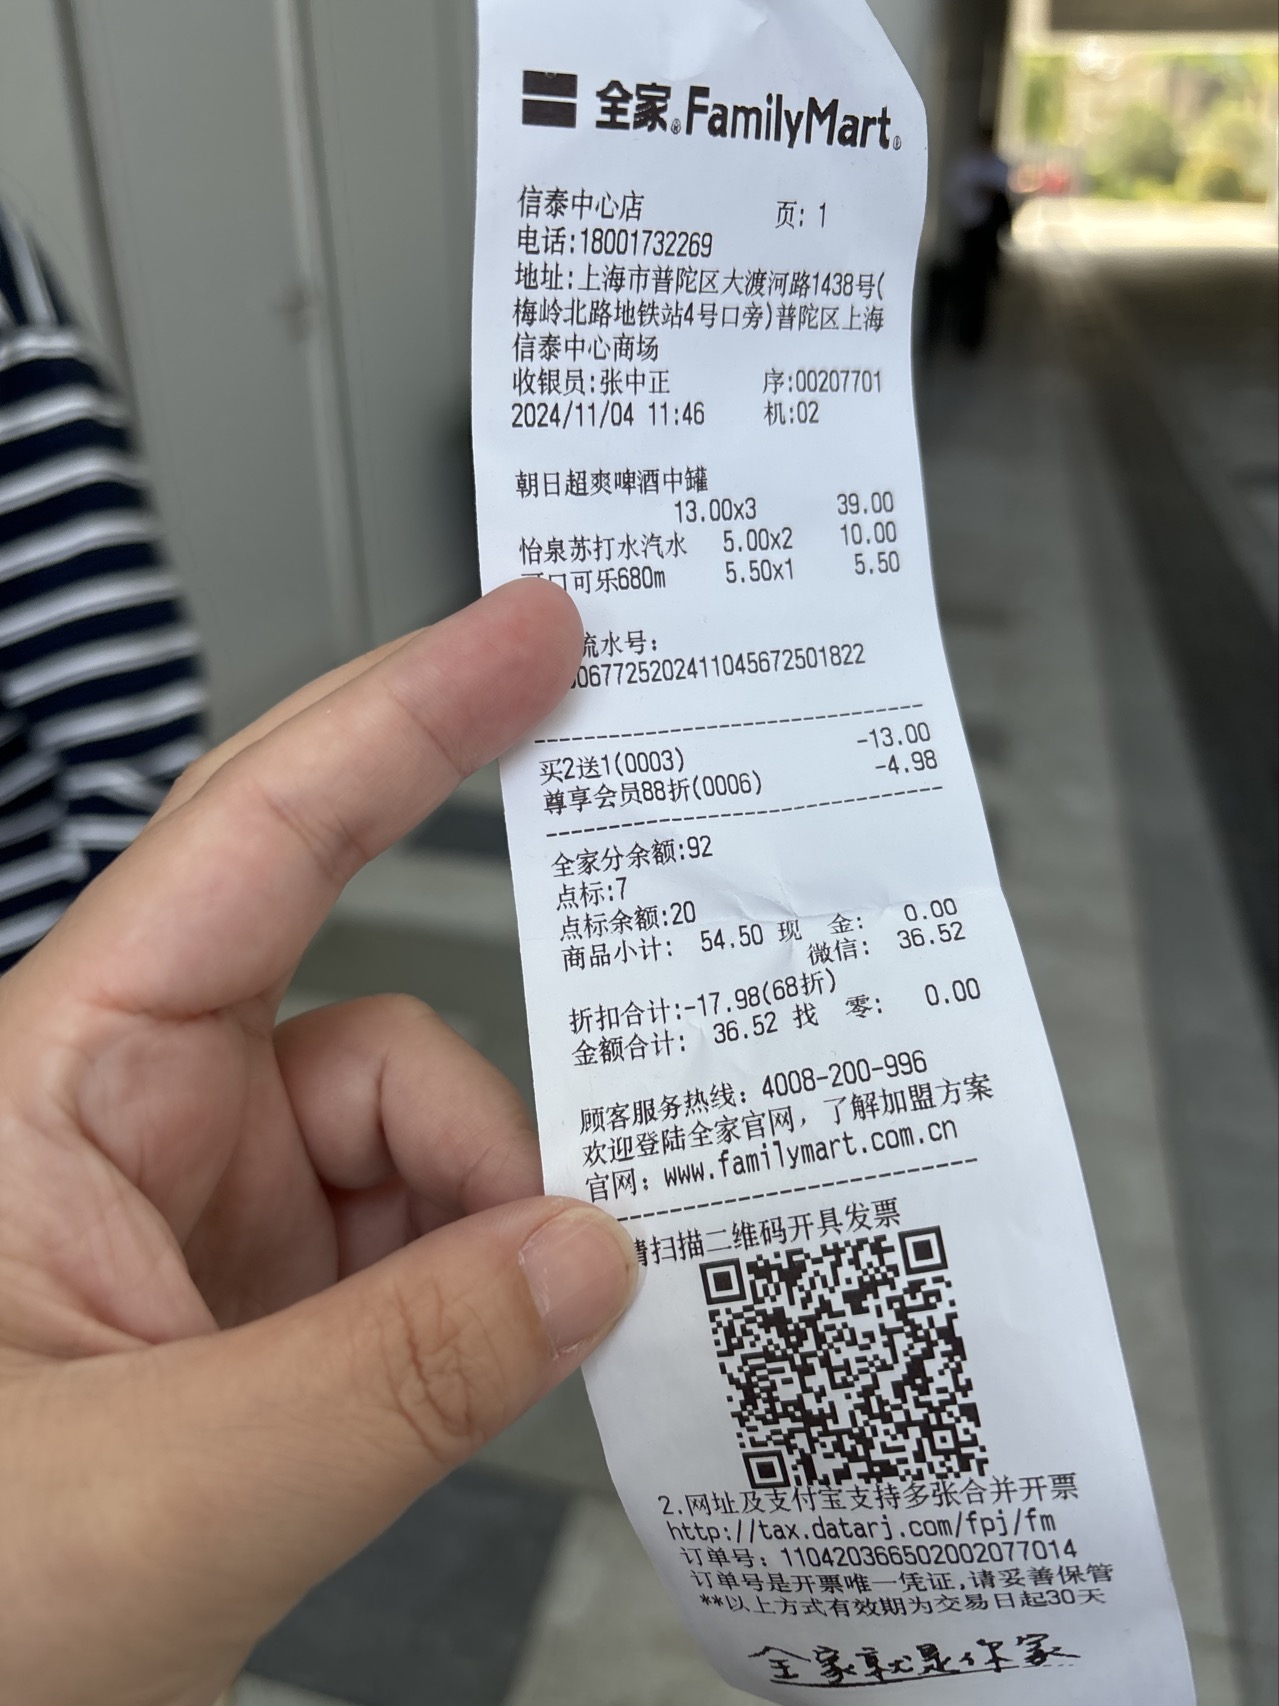 全家®FamilyMart®
信泰中心店 页: 1
电话:18001732269
地址:上海市普陀区大渡河路1438号(
梅岭北路地铁站4号口旁)普陀区上海
信泰中心商场
收银员:张中正 序:00207701
2024/11/04 11:46 机:02
朝日超爽啤酒中罐
13.00x3 39.00
怡泉苏打水汽水 5.00x2 10.00
可口可乐680m 5.50x1 5.50
流水号:
0677252024110456725018​22
买2送1(0003) -13.00
尊享会员88折(0006) -4.98
全家分余额:92
点标:7
点标余额:20
商品小计: 54.50 现 金: 0.00
微信: 36.52
折扣合计:-17.98(68折)
金额合计: 36.52 找 零: 0.00
顾客服务热线: 4008-200-996
欢迎登陆全家官网，了解加盟方案
官网: www.familymart.com.cn
请扫描二维码开具发票
2.网址及支付宝支持多张合并开票
http://tax.datarj.com/fpj/fm
订单号: 1104203665020020​77014
订单号是开票唯一凭证,请妥善保管
**以上方式有效期为交易日起30天
全家就是你家